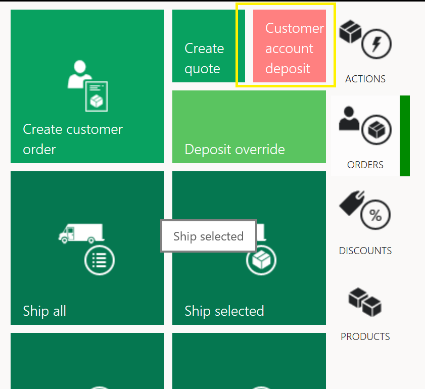 Create
quote
Customer
account
deposit
ACTIONS
Create customer
order
Deposit override
ORDERS
Ship selected
DISCOUNTS
Ship all
Ship selected
PRODUCTS